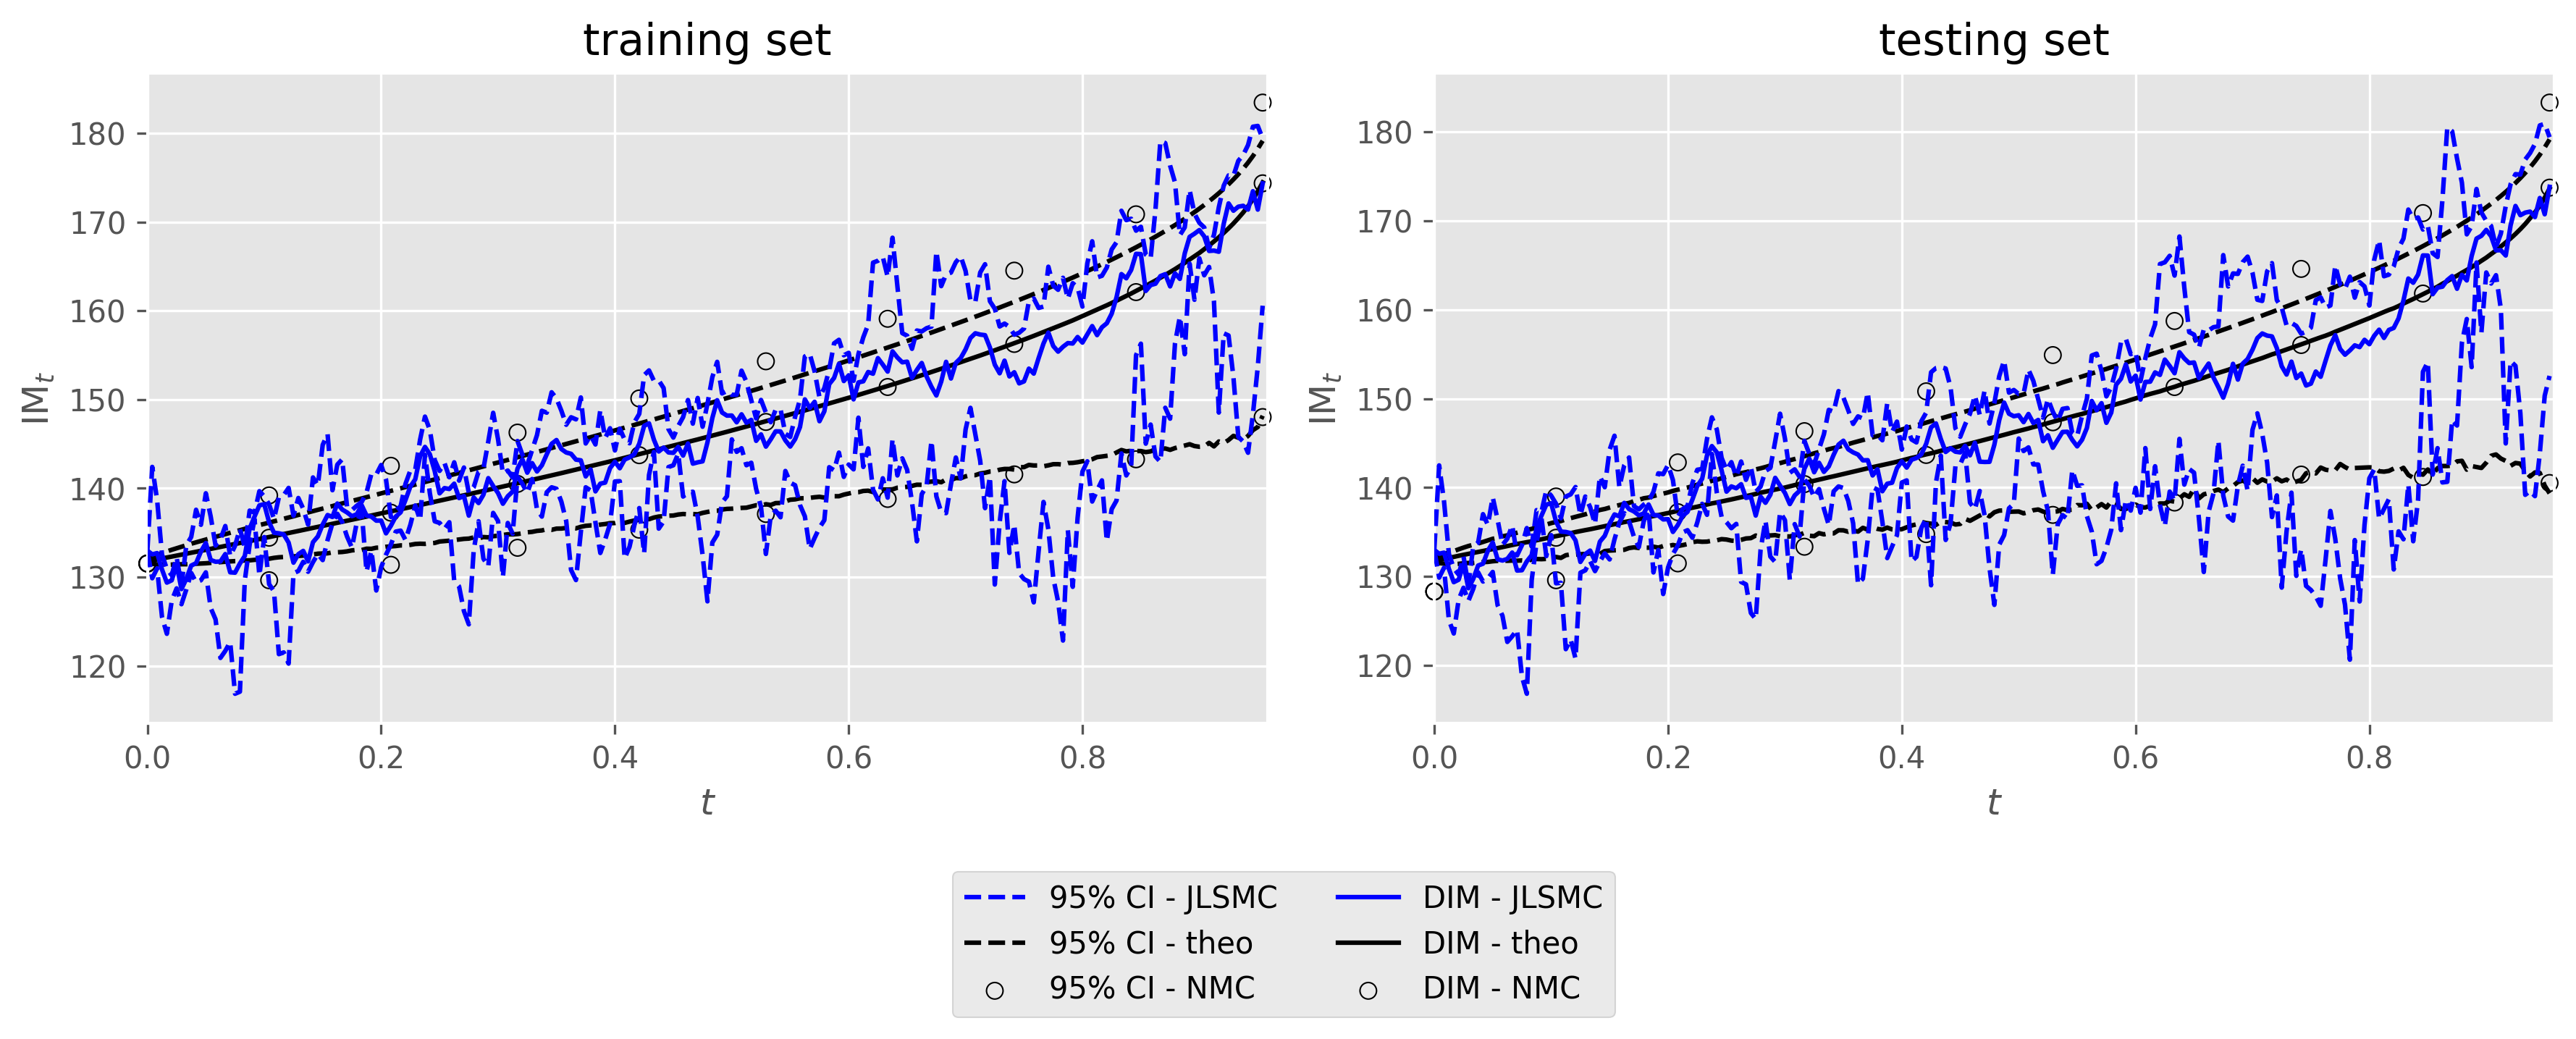 training set
testing set
180
170
160
150
140
130
120
IM_t
0.0 0.2 0.4 0.6 0.8
t
180
170
160
150
140
130
120
IM_t
0.0 0.2 0.4 0.6 0.8
t
95% CI - JLSMC
95% CI - theo
95% CI - NMC
DIM - JLSMC
DIM - theo
DIM - NMC